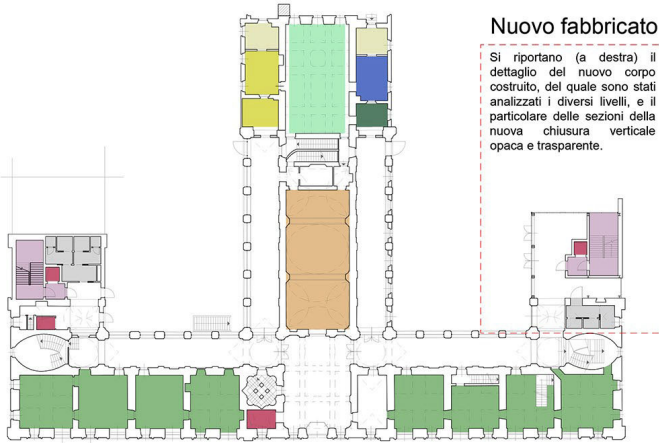 Nuovo fabbricato
Si riportano (a destra) il
dettaglio del nuovo corpo
costruito, del quale sono stati
analizzati i diversi livelli, e il
particolare delle sezioni della
nuova chiusura verticale
opaca e trasparente.